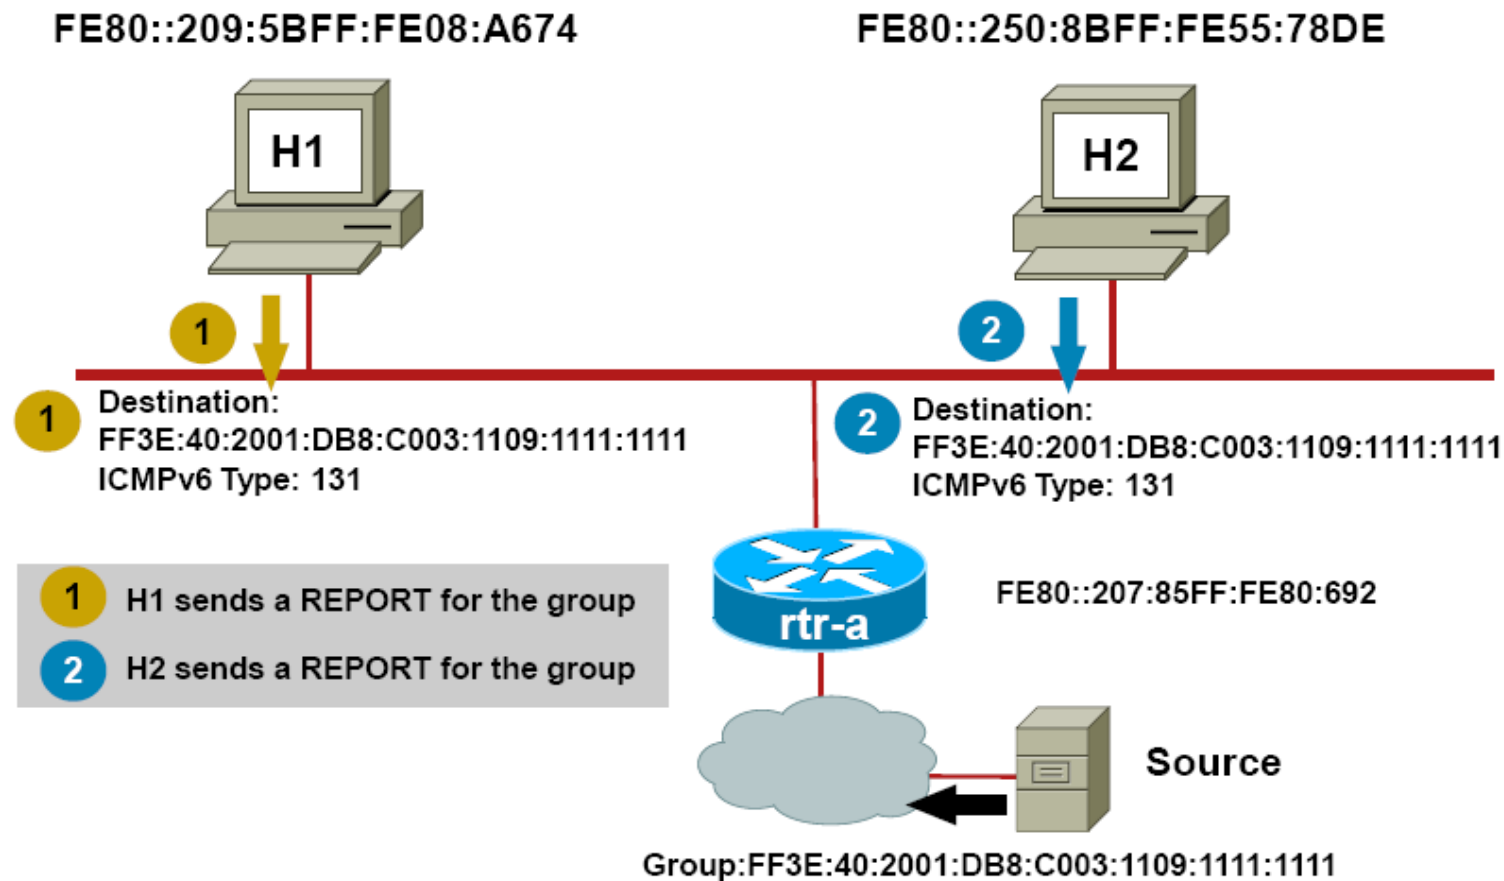 FE80::209:5BFF:FE08:A674
FE80::250:8BFF:FE55:78DE
H1
H2
1
2
1
Destination:
FF3E:40:2001:DB8:C003:1109:1111:1111
ICMPv6 Type: 131
2
Destination:
FF3E:40:2001:DB8:C003:1109:1111:1111
ICMPv6 Type: 131
1
H1 sends a REPORT for the group
2
H2 sends a REPORT for the group
rtr-a
FE80::207:85FF:FE80:692
Source
Group:FF3E:40:2001:DB8:C003:1109:1111:1111